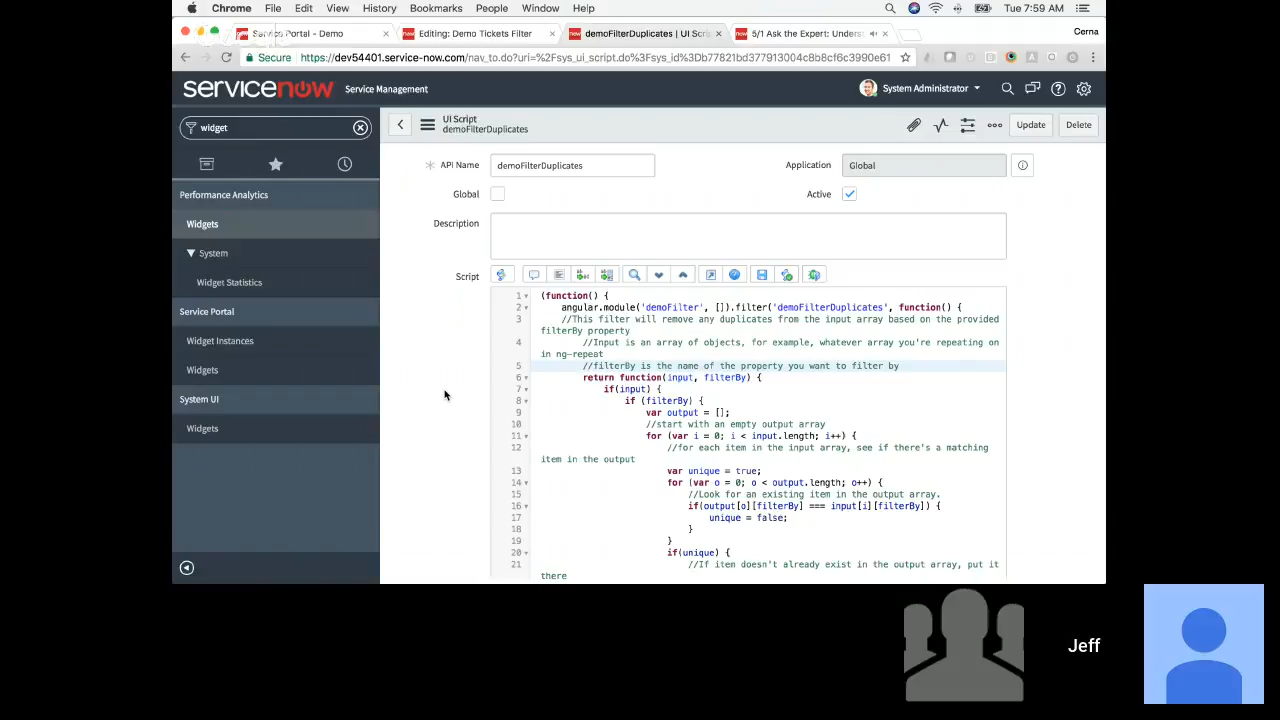 Chrome File Edit View History Bookmarks People Window Help Tue 7:59 AM
Service Portal - Demo × Editing: Demo Tickets Filter × demoFilterDuplicates | UI Scri × 5/1 Ask the Expert: Unders × Cerna
Secure https://dev54401.service-now.com/nav_to.do?uri=%2Fsys_ui_script.do%3Fsys_id%3Db77821bd377913004c8b8cf6c3990e61
servicenow Service Management System Administrator
widget
UI Script
demoFilterDuplicates
Update Delete
Performance Analytics
Widgets
System
Widget Statistics
Service Portal
Widget Instances
Widgets
System UI
Widgets
API Name demoFilterDuplicates Application Global
Global Active
Description
Script
1 (function() {
2 angular.module('demoFilter', []).filter('demoFilterDuplicates', function() {
3 //This filter will remove any duplicates from the input array based on the provided
filterBy property
4 //Input is an array of objects, for example, whatever array you're repeating on
in ng-repeat
5 //filterBy is the name of the property you want to filter by
6 return function(input, filterBy) {
7 if(input) {
8 if (filterBy) {
9 var output = [];
10 //start with an empty output array
11 for (var i = 0; i < input.length; i++) {
12 //for each item in the input array, see if there's a matching
item in the output
13 var unique = true;
14 for (var o = 0; o < output.length; o++) {
15 //Look for an existing item in the output array.
16 if(output[o][filterBy] === input[i][filterBy]) {
17 unique = false;
18 }
19 }
20 if(unique) {
21 //If item doesn't already exist in the output array, put it
there
Jeff